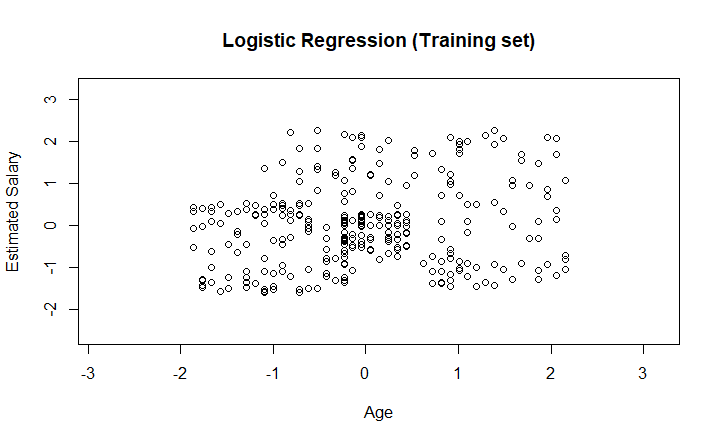 Logistic Regression (Training set)
3
2
1
0
-1
-2
Estimated Salary
-3 -2 -1 0 1 2 3
Age